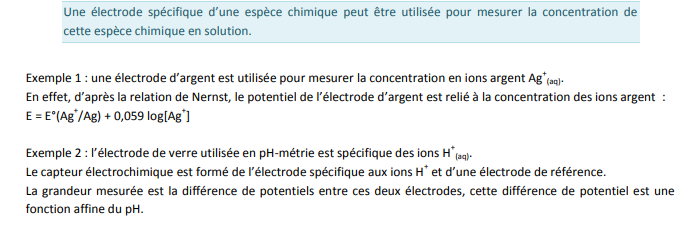 Une électrode spécifique d’une espèce chimique peut être utilisée pour mesurer la concentration de
cette espèce chimique en solution.
Exemple 1 : une électrode d’argent est utilisée pour mesurer la concentration en ions argent Ag⁺(aq).
En effet, d’après la relation de Nernst, le potentiel de l’électrode d’argent est relié à la concentration des ions argent :
E = E°(Ag⁺/Ag) + 0,059 log[Ag⁺]
Exemple 2 : l’électrode de verre utilisée en pH-métrie est spécifique des ions H⁺(aq).
Le capteur électrochimique est formé de l’électrode spécifique aux ions H⁺ et d’une électrode de référence.
La grandeur mesurée est la différence de potentiels entre ces deux électrodes, cette différence de potentiel est une
fonction affine du pH.